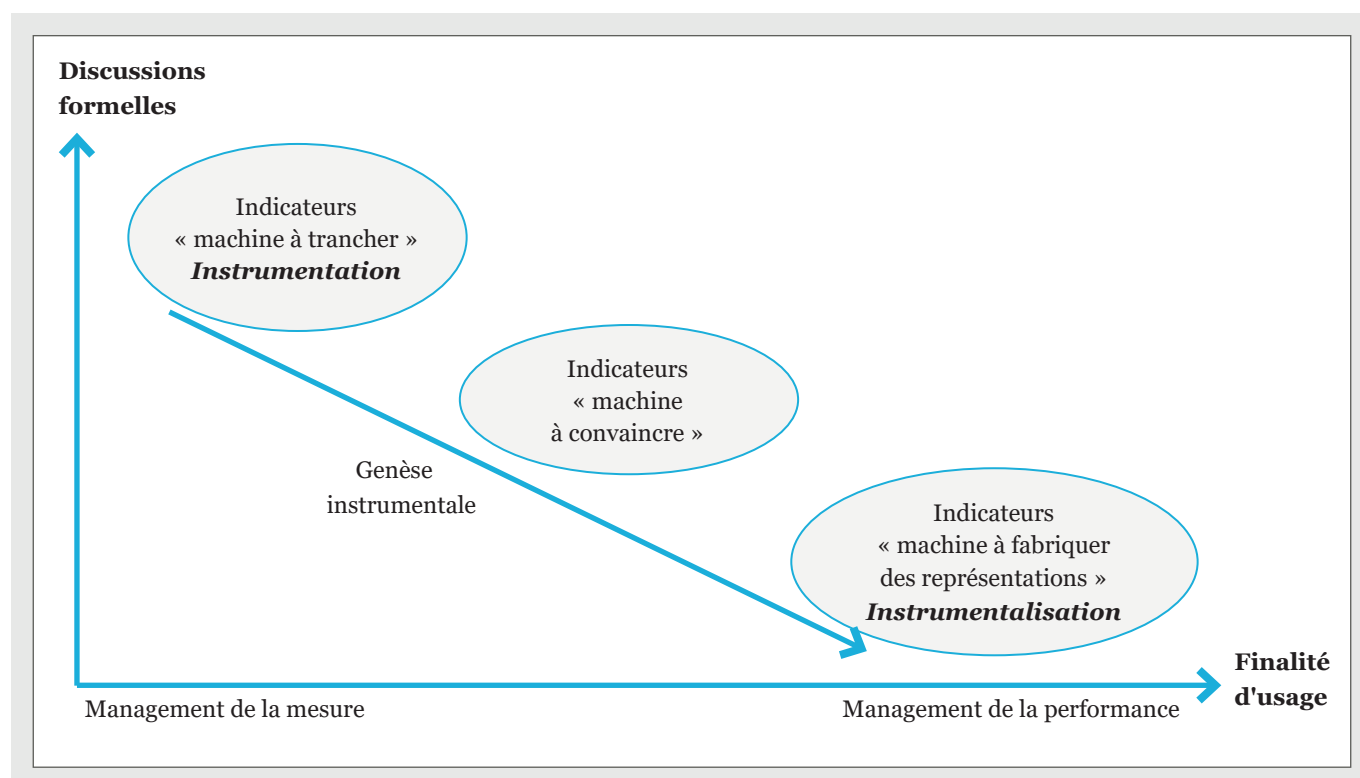 Discussions
formelles
Indicateurs
« machine à trancher »
Instrumentation
Indicateurs
« machine
à convaincre »
Genèse
instrumentale
Indicateurs
« machine à fabriquer
des représentations »
Instrumentalisation
Finalité
d'usage
Management de la mesure
Management de la performance